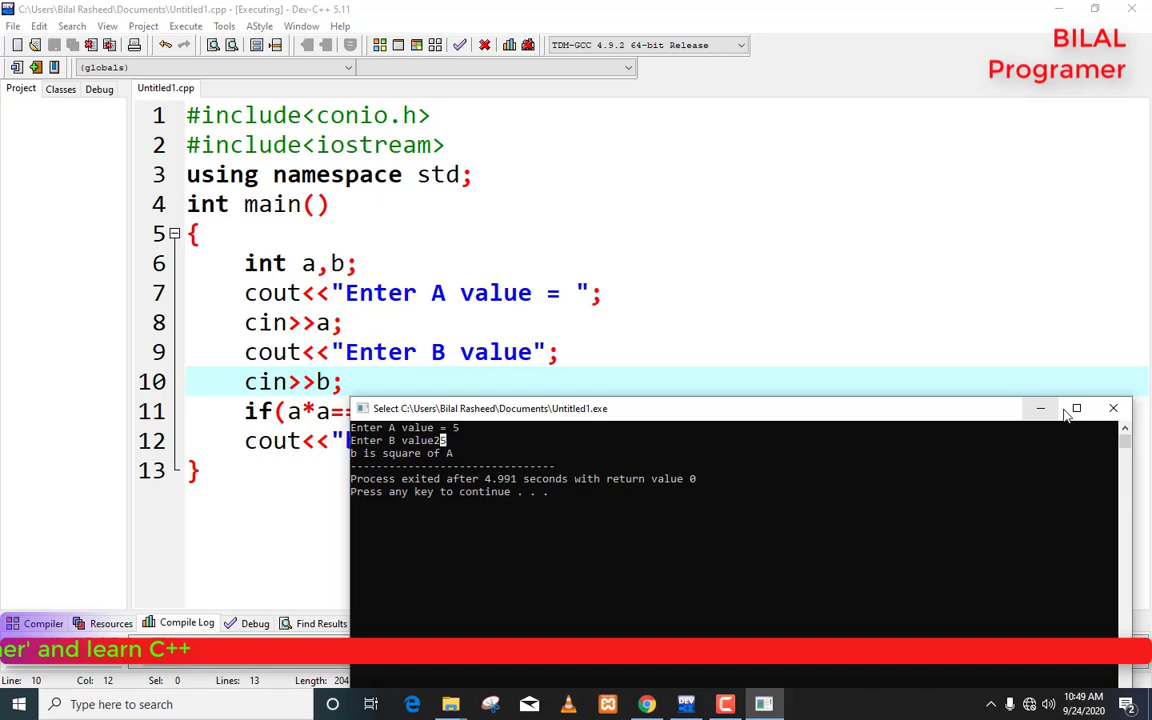 C:\Users\Bilal Rasheed\Documents\Untitled1.cpp - [Executing] - Dev-C++ 5.11
File Edit Search View Project Execute Tools AStyle Window Help
TDM-GCC 4.9.2 64-bit Release
BILAL
Programer
(globals)
Project Classes Debug
Untitled1.cpp
1 #include<conio.h>
2 #include<iostream>
3 using namespace std;
4 int main()
5 {
6 int a,b;
7 cout<<"Enter A value = ";
8 cin>>a;
9 cout<<"Enter B value";
10 cin>>b;
11 if(a*a==
12 cout<<"
13 }
Select C:\Users\Bilal Rasheed\Documents\Untitled1.exe
Enter A value = 5
Enter B value25
b is square of A
--------------------------------
Process exited after 4.991 seconds with return value 0
Press any key to continue . . .
Compiler Resources Compile Log Debug Find Results
ner' and learn C++
Line: 10 Col: 12 Sel: 0 Lines: 13 Length: 204
Type here to search
10:49 AM
9/24/2020
2